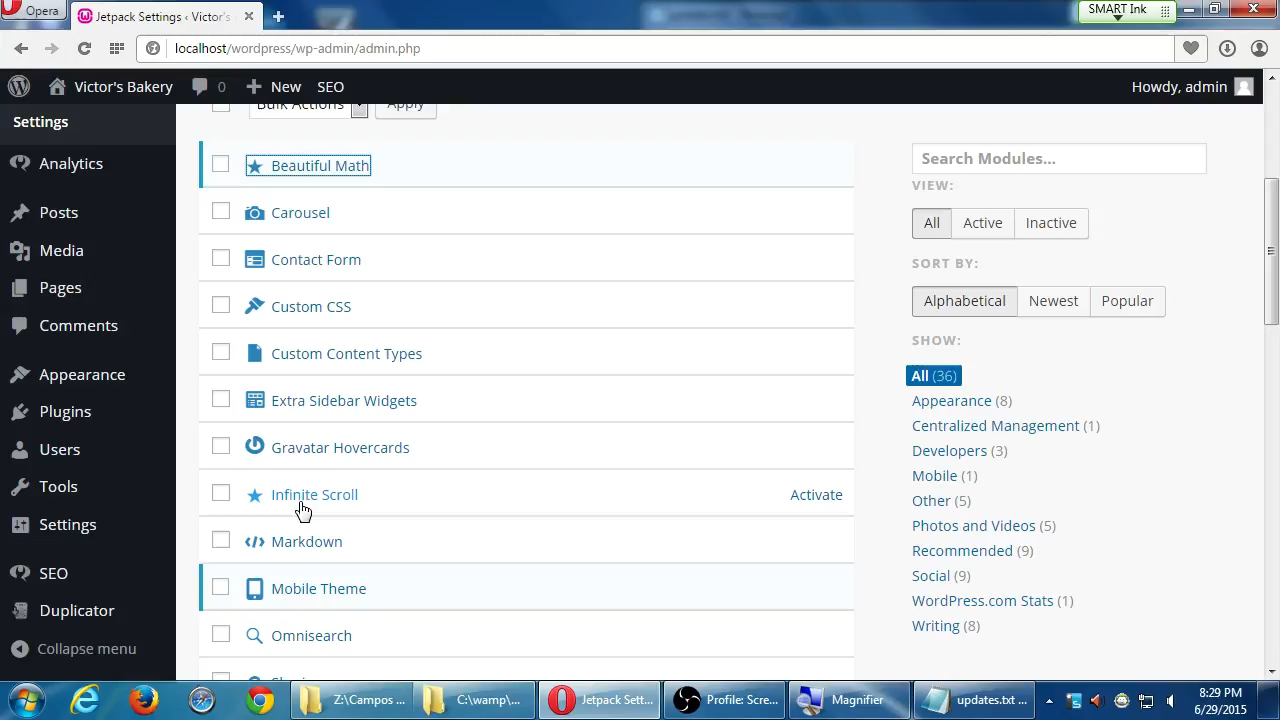 Opera
Jetpack Settings ‹ Victor's
SMART Ink
localhost/wordpress/wp-admin/admin.php
Victor's Bakery
0
New
SEO
Howdy, admin
Settings
Analytics
Posts
Media
Pages
Comments
Appearance
Plugins
Users
Tools
Settings
SEO
Duplicator
Collapse menu
Bulk Actions
Apply
Beautiful Math
Carousel
Contact Form
Custom CSS
Custom Content Types
Extra Sidebar Widgets
Gravatar Hovercards
Infinite Scroll
Activate
Markdown
Mobile Theme
Omnisearch
Search Modules...
VIEW:
All
Active
Inactive
SORT BY:
Alphabetical
Newest
Popular
SHOW:
All (36)
Appearance (8)
Centralized Management (1)
Developers (3)
Mobile (1)
Other (5)
Photos and Videos (5)
Recommended (9)
Social (9)
WordPress.com Stats (1)
Writing (8)
Z:\Campos ...
C:\wamp\...
Jetpack Sett...
Profile: Scre...
Magnifier
updates.txt ...
8:29 PM
6/29/2015